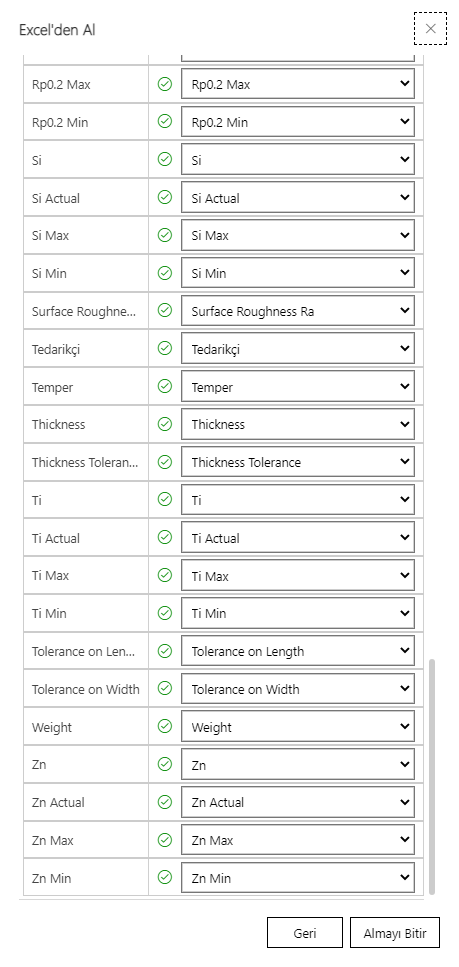 Excel'den Al
Rp0.2 Max Rp0.2 Max
Rp0.2 Min Rp0.2 Min
Si Si
Si Actual Si Actual
Si Max Si Max
Si Min Si Min
Surface Roughne... Surface Roughness Ra
Tedarikçi Tedarikçi
Temper Temper
Thickness Thickness
Thickness Toleran... Thickness Tolerance
Ti Ti
Ti Actual Ti Actual
Ti Max Ti Max
Ti Min Ti Min
Tolerance on Len... Tolerance on Length
Tolerance on Width Tolerance on Width
Weight Weight
Zn Zn
Zn Actual Zn Actual
Zn Max Zn Max
Zn Min Zn Min
Geri Almayı Bitir